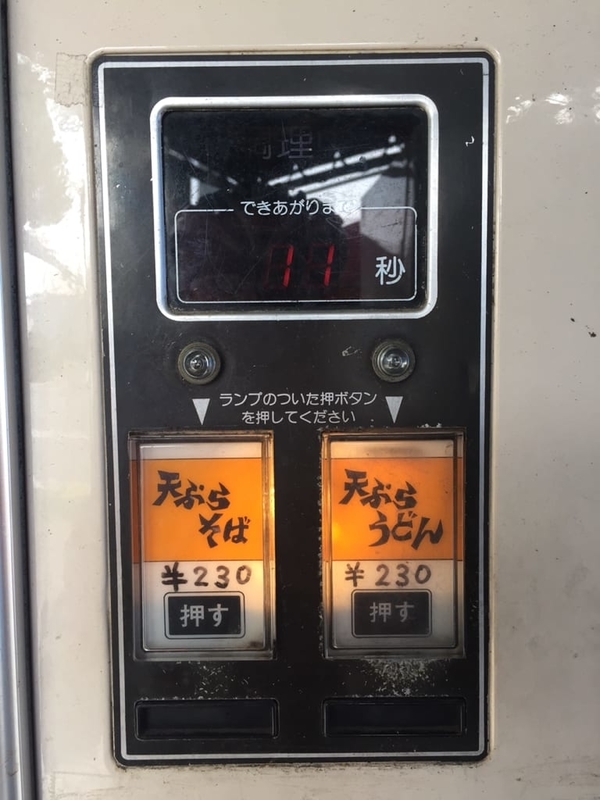 できあがりまで
11 秒
ランプのついた押ボタン
を押してください
天ぷら
そば
¥230
押す
天ぷら
うどん
¥230
押す